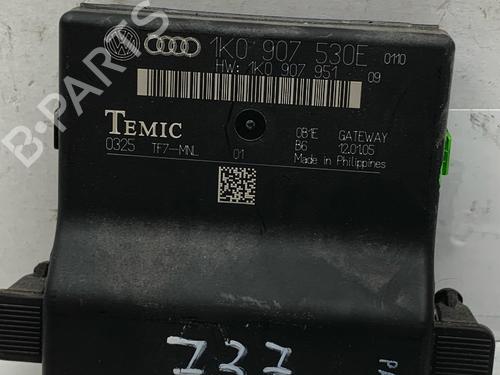 1K0 907 530E 0110
HW: 1K0 907 951 09
TEMIC
081E GATEWAY
0325 TF7-MNL 01 B6 12.01.05
Made in Philippines
B-PARTS